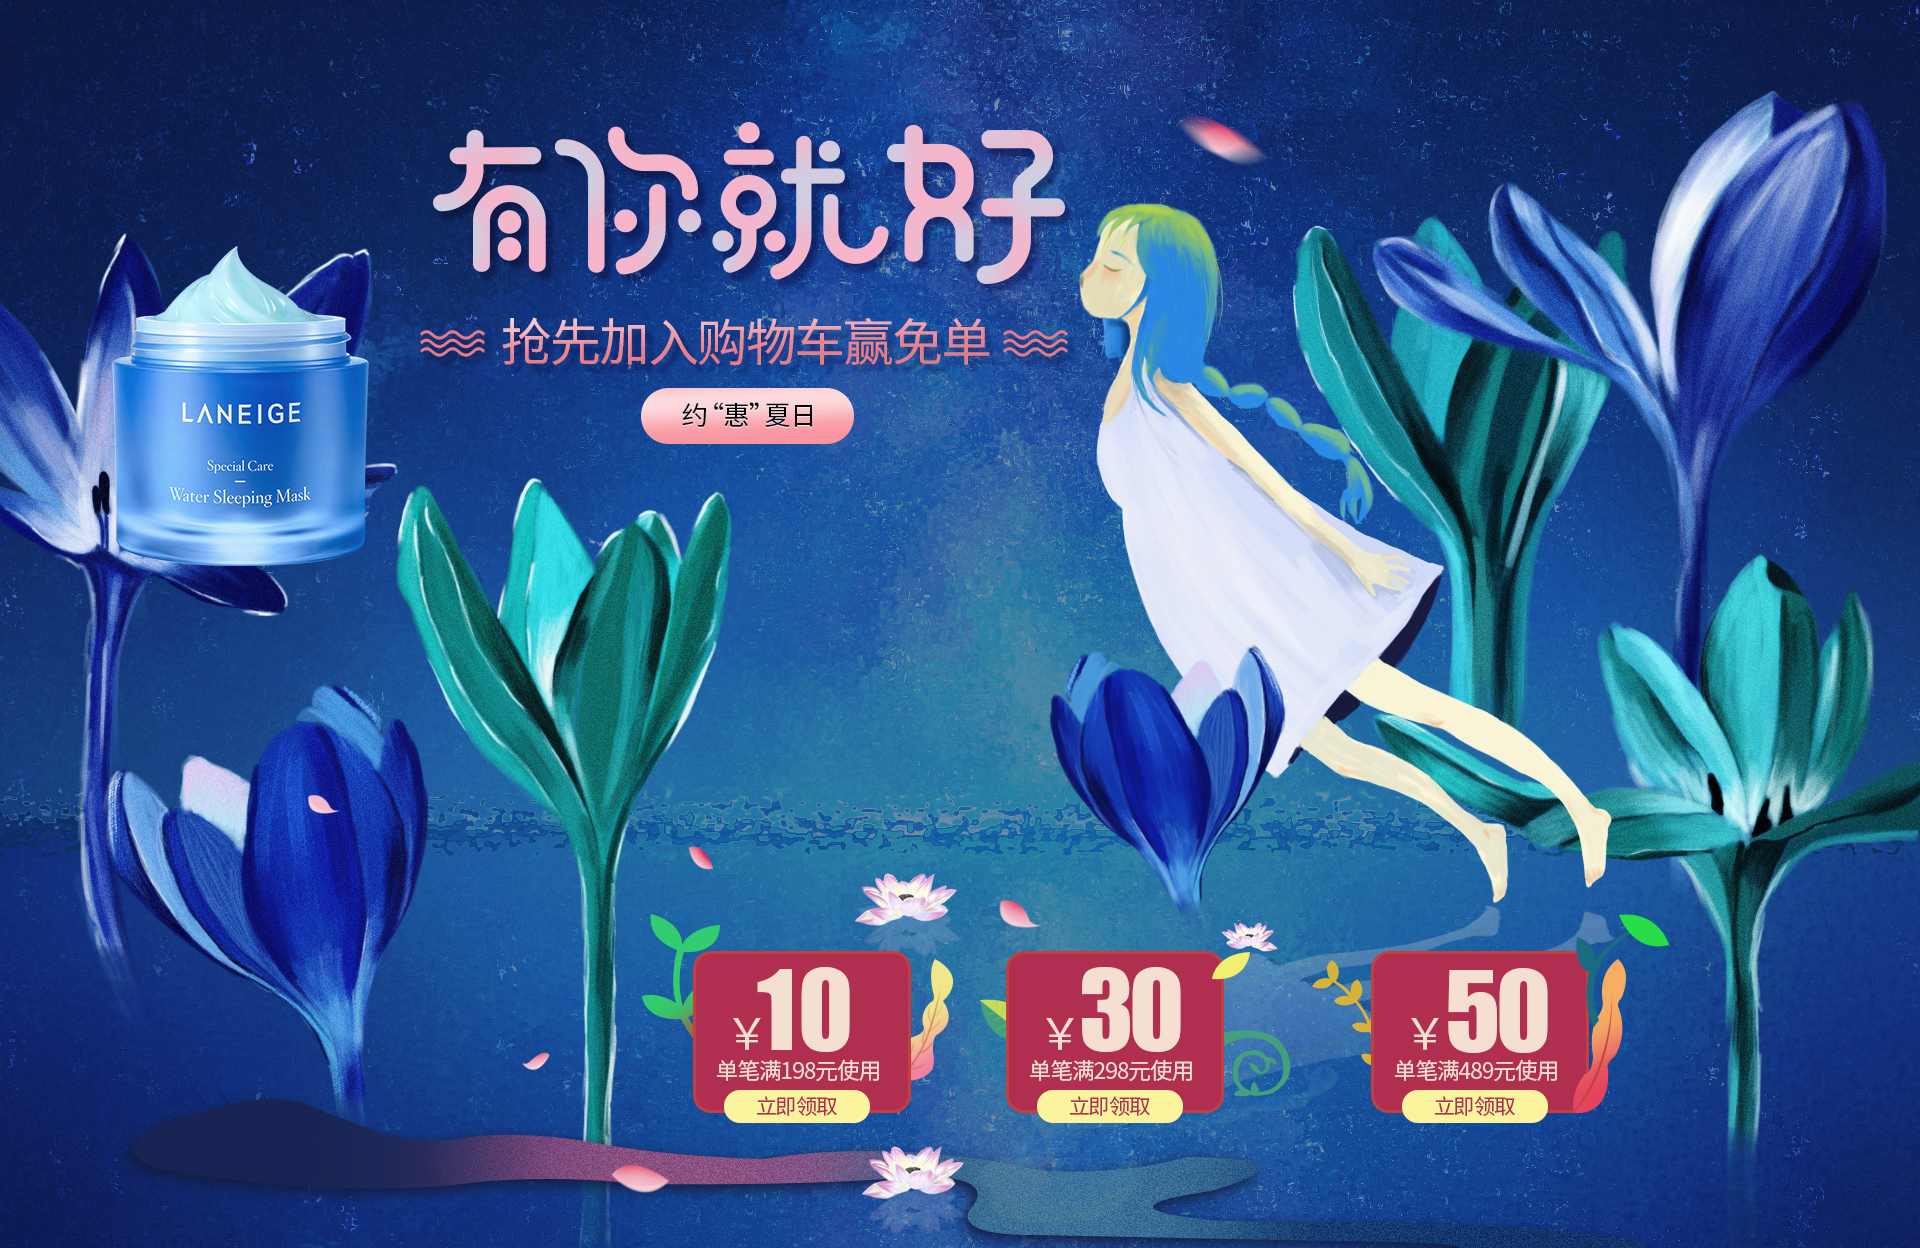 有你就好
抢先加入购物车赢免单
约“惠”夏日
LANEIGE
Special Care
Water Sleeping Mask
¥10
单笔满198元使用
立即领取
¥30
单笔满298元使用
立即领取
¥50
单笔满489元使用
立即领取